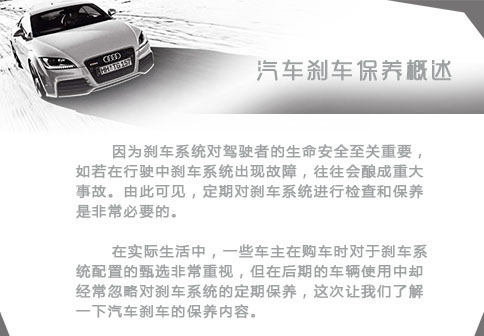 HH·TG 337
汽车刹车保养概述
因为刹车系统对驾驶者的生命安全至关重要，
如若在行驶中刹车系统出现故障，往往会酿成重大
事故。由此可见，定期对刹车系统进行检查和保养
是非常必要的。
在实际生活中，一些车主在购车时对于刹车系
统配置的甄选非常重视，但在后期的车辆使用中却
经常忽略对刹车系统的定期保养，这次让我们了解
一下汽车刹车的保养内容。